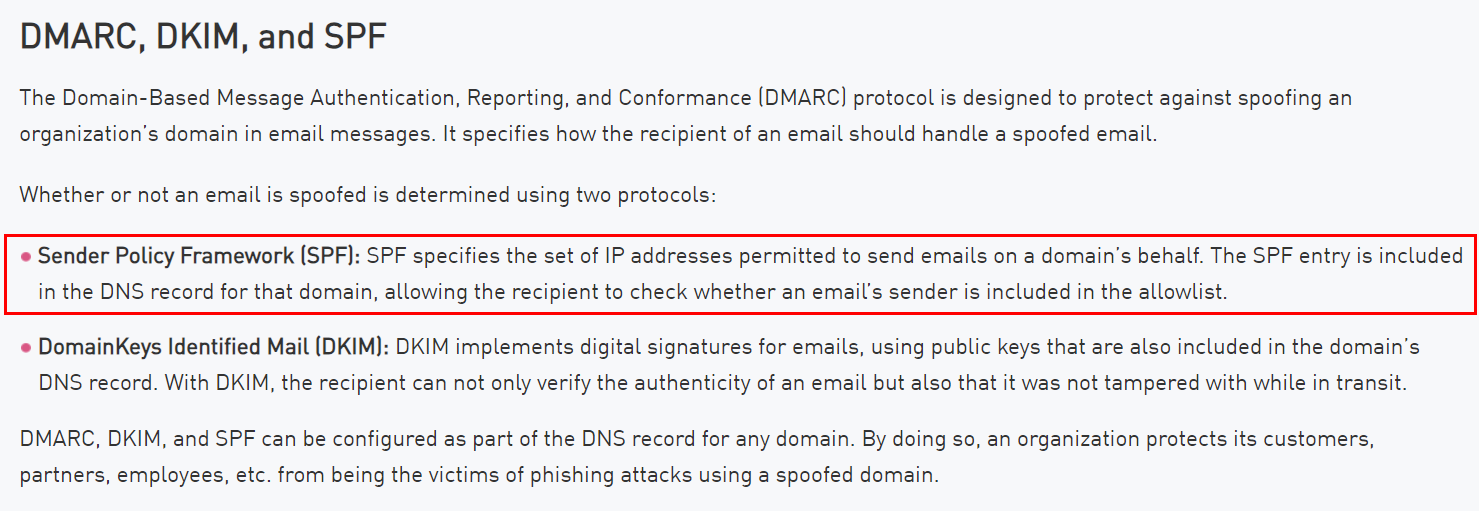 DMARC, DKIM, and SPF
The Domain-Based Message Authentication, Reporting, and Conformance (DMARC) protocol is designed to protect against spoofing an
organization’s domain in email messages. It specifies how the recipient of an email should handle a spoofed email.
Whether or not an email is spoofed is determined using two protocols:
Sender Policy Framework (SPF): SPF specifies the set of IP addresses permitted to send emails on a domain’s behalf. The SPF entry is included
in the DNS record for that domain, allowing the recipient to check whether an email’s sender is included in the allowlist.
DomainKeys Identified Mail (DKIM): DKIM implements digital signatures for emails, using public keys that are also included in the domain’s
DNS record. With DKIM, the recipient can not only verify the authenticity of an email but also that it was not tampered with while in transit.
DMARC, DKIM, and SPF can be configured as part of the DNS record for any domain. By doing so, an organization protects its customers,
partners, employees, etc. from being the victims of phishing attacks using a spoofed domain.